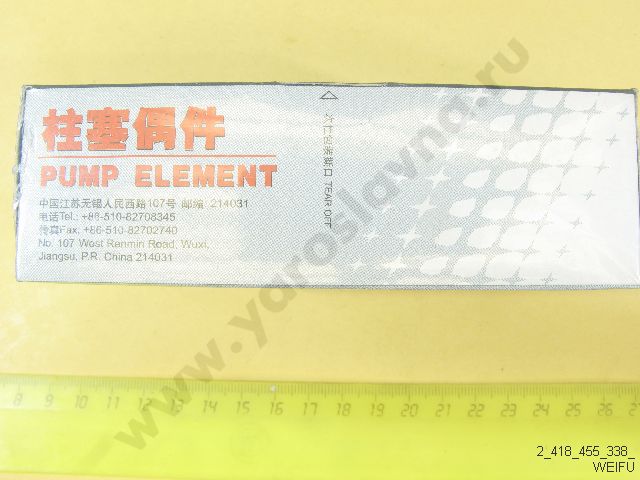 柱塞偶件
PUMP ELEMENT
中国江苏无锡人民西路107号 邮编 214031
电话Tel.: +86-510-82708345
传真Fax: +86-510-82702740
No. 107 West Renmin Road, Wuxi,
Jiangsu, P.R. China 214031
TEAR OFF
www.yaroslavna.ru
8 9 10 11 12 13 14 15 16 17 18 19 20 21 22 23 24 25 26 27
2_418_455_338_
WEIFU